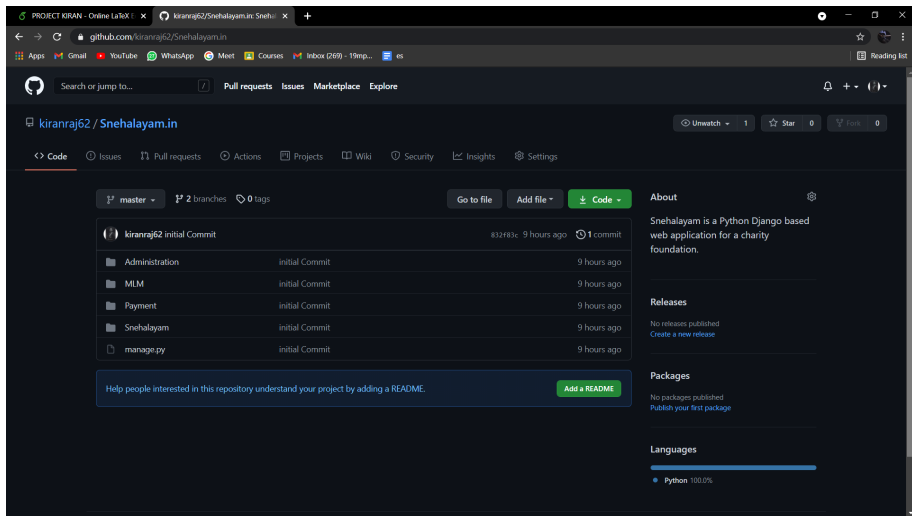 PROJECT KIRAN - Online LaTeX E
kiranraj62/Snehalayam.in: Snehal
github.com/kiranraj62/Snehalayam.in
Apps Gmail YouTube WhatsApp Meet Courses Inbox (269) - 19mp... es Reading list
Search or jump to... / Pull requests Issues Marketplace Explore
kiranraj62 / Snehalayam.in Unwatch 1 Star 0 Fork 0
Code Issues Pull requests Actions Projects Wiki Security Insights Settings
master 2 branches 0 tags Go to file Add file Code
kiranraj62 initial Commit 832f83c 9 hours ago 1 commit
Administration initial Commit 9 hours ago
MLM initial Commit 9 hours ago
Payment initial Commit 9 hours ago
Snehalayam initial Commit 9 hours ago
manage.py initial Commit 9 hours ago
Help people interested in this repository understand your project by adding a README. Add a README
About
Snehalayam is a Python Django based
web application for a charity
foundation.
Releases
No releases published
Create a new release
Packages
No packages published
Publish your first package
Languages
Python 100.0%